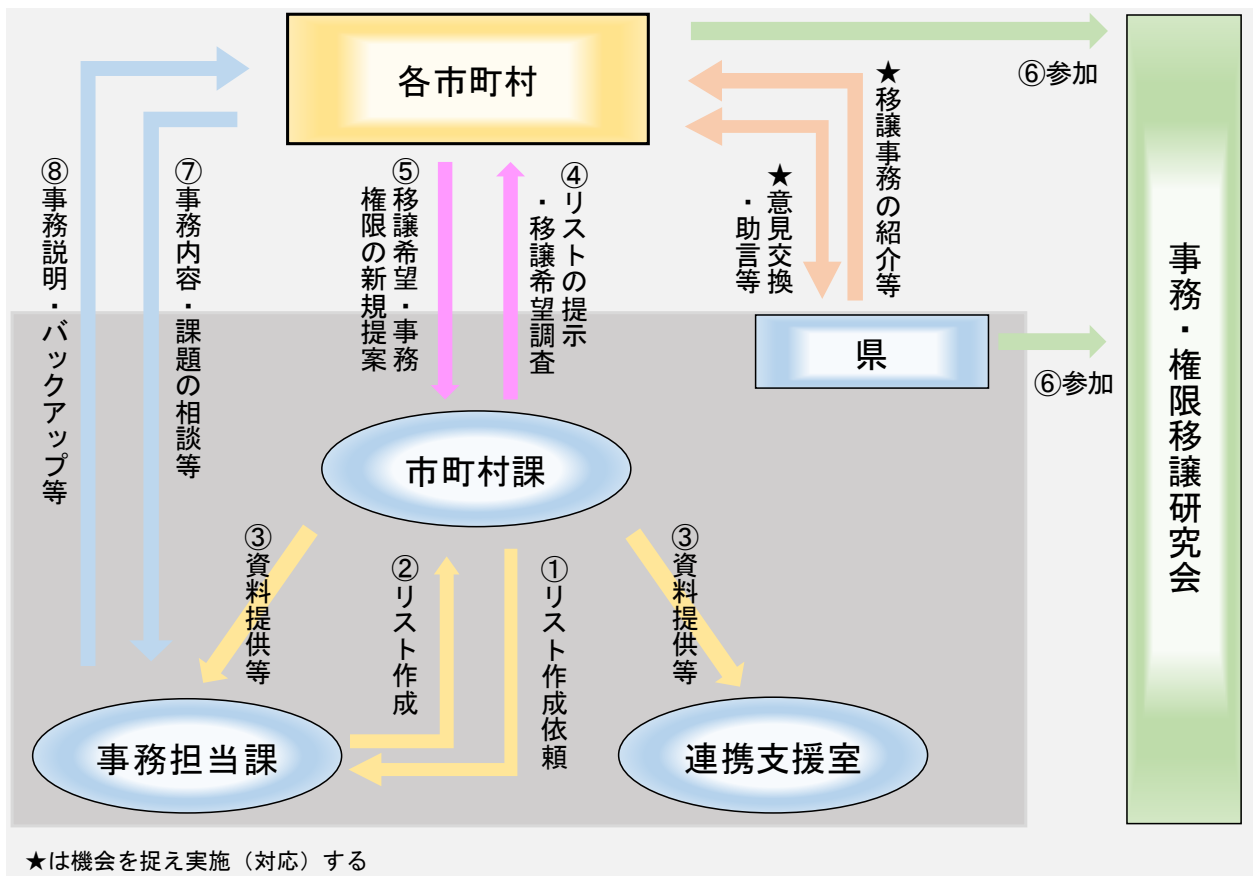 各市町村
⑥参加
★移譲事務の紹介等
★意見交換
・助言等
④リストの提示
・移譲希望調査
⑤移譲希望・事務
権限の新規提案
⑦事務内容・課題の相談等
⑧事務説明・バックアップ等
事務・権限移譲研究会
県
⑥参加
市町村課
③資料提供等
②リスト作成
①リスト作成依頼
③資料提供等
事務担当課
連携支援室
★は機会を捉え実施（対応）する